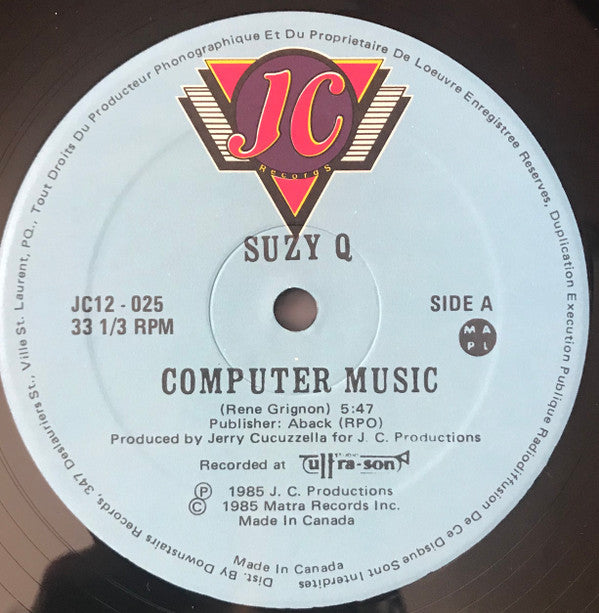 Dist. By Downstairs Records, 347 Deslauriers St., Ville St. Laurent, PQ., Tout Droits Du Producteur Phonographique Et Du Proprietaire De Loeuvre Enregistree Reserves, Duplication Execution Publique Radiodiffusion De Ce Disque Sont Interdites
JC
Records
SUZY Q
JC12 - 025
33 1/3 RPM
SIDE A
M A
P L
COMPUTER MUSIC
(Rene Grignon) 5:47
Publisher: Aback (RPO)
Produced by Jerry Cucuzzella for J. C. Productions
Recorded at ultra-son
Ⓟ 1985 J. C. Productions
© 1985 Matra Records Inc.
Made In Canada
Made In Canada